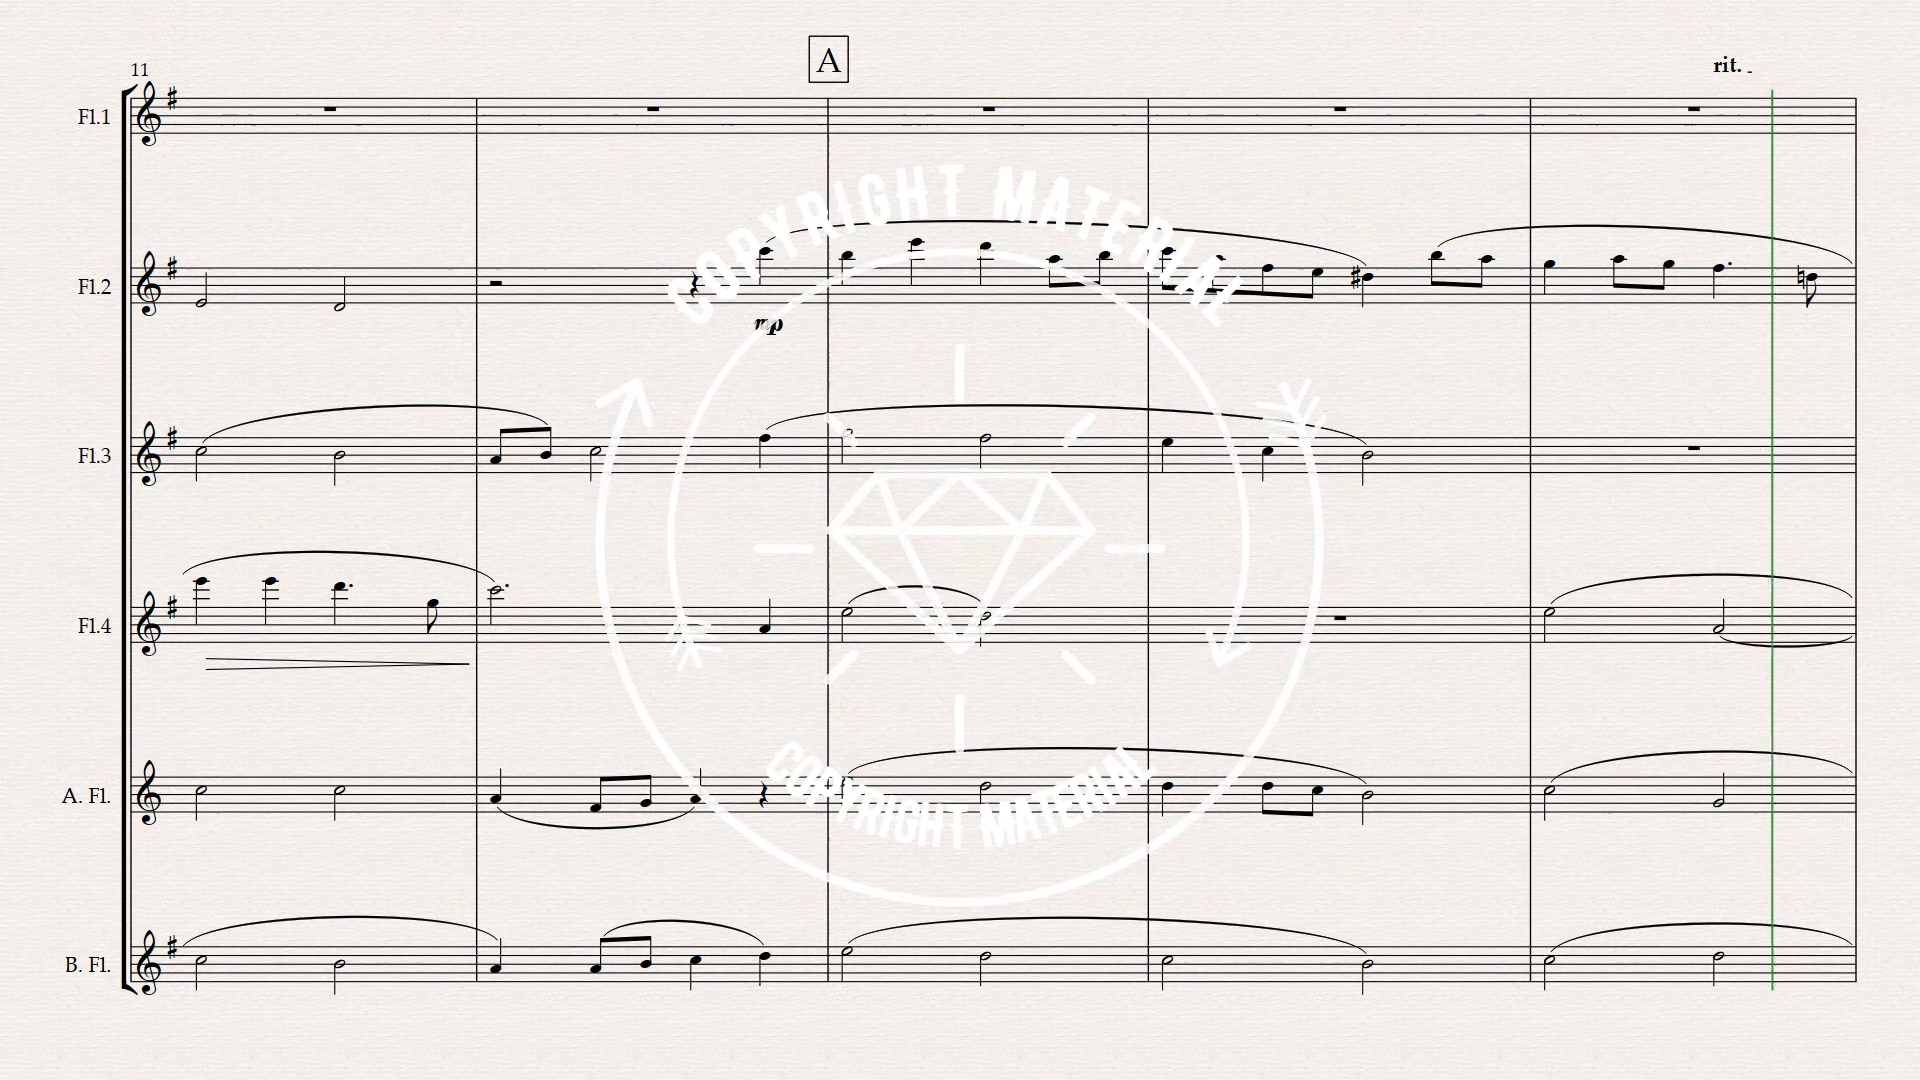 A
11
rit.
Fl.1
COPYRIGHT MATERIAL
Fl.2
mp
Fl.3
Fl.4
COPYRIGHT MATERIAL
A. Fl.
B. Fl.